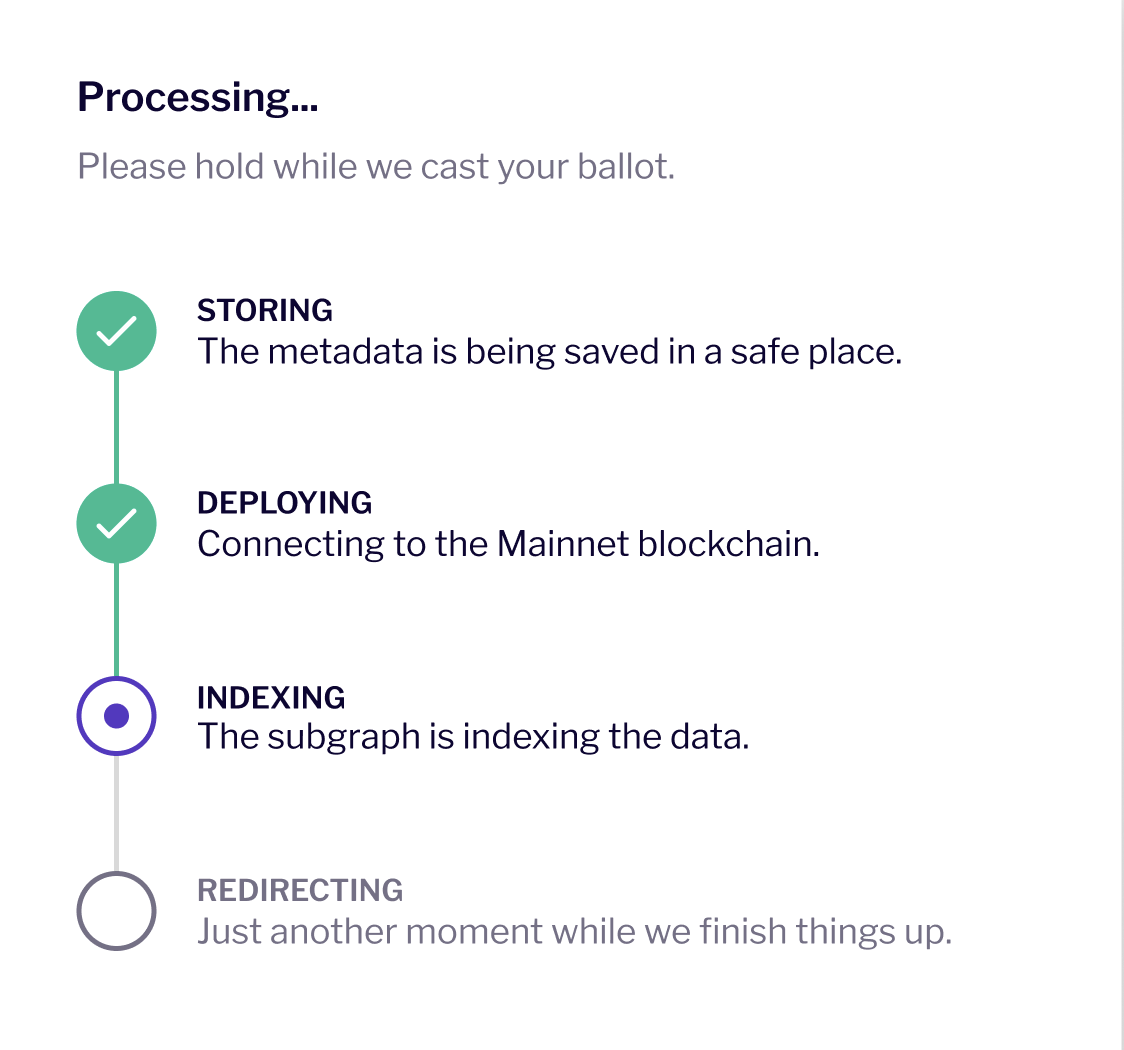 Processing...
Please hold while we cast your ballot.
STORING
The metadata is being saved in a safe place.
DEPLOYING
Connecting to the Mainnet blockchain.
INDEXING
The subgraph is indexing the data.
REDIRECTING
Just another moment while we finish things up.